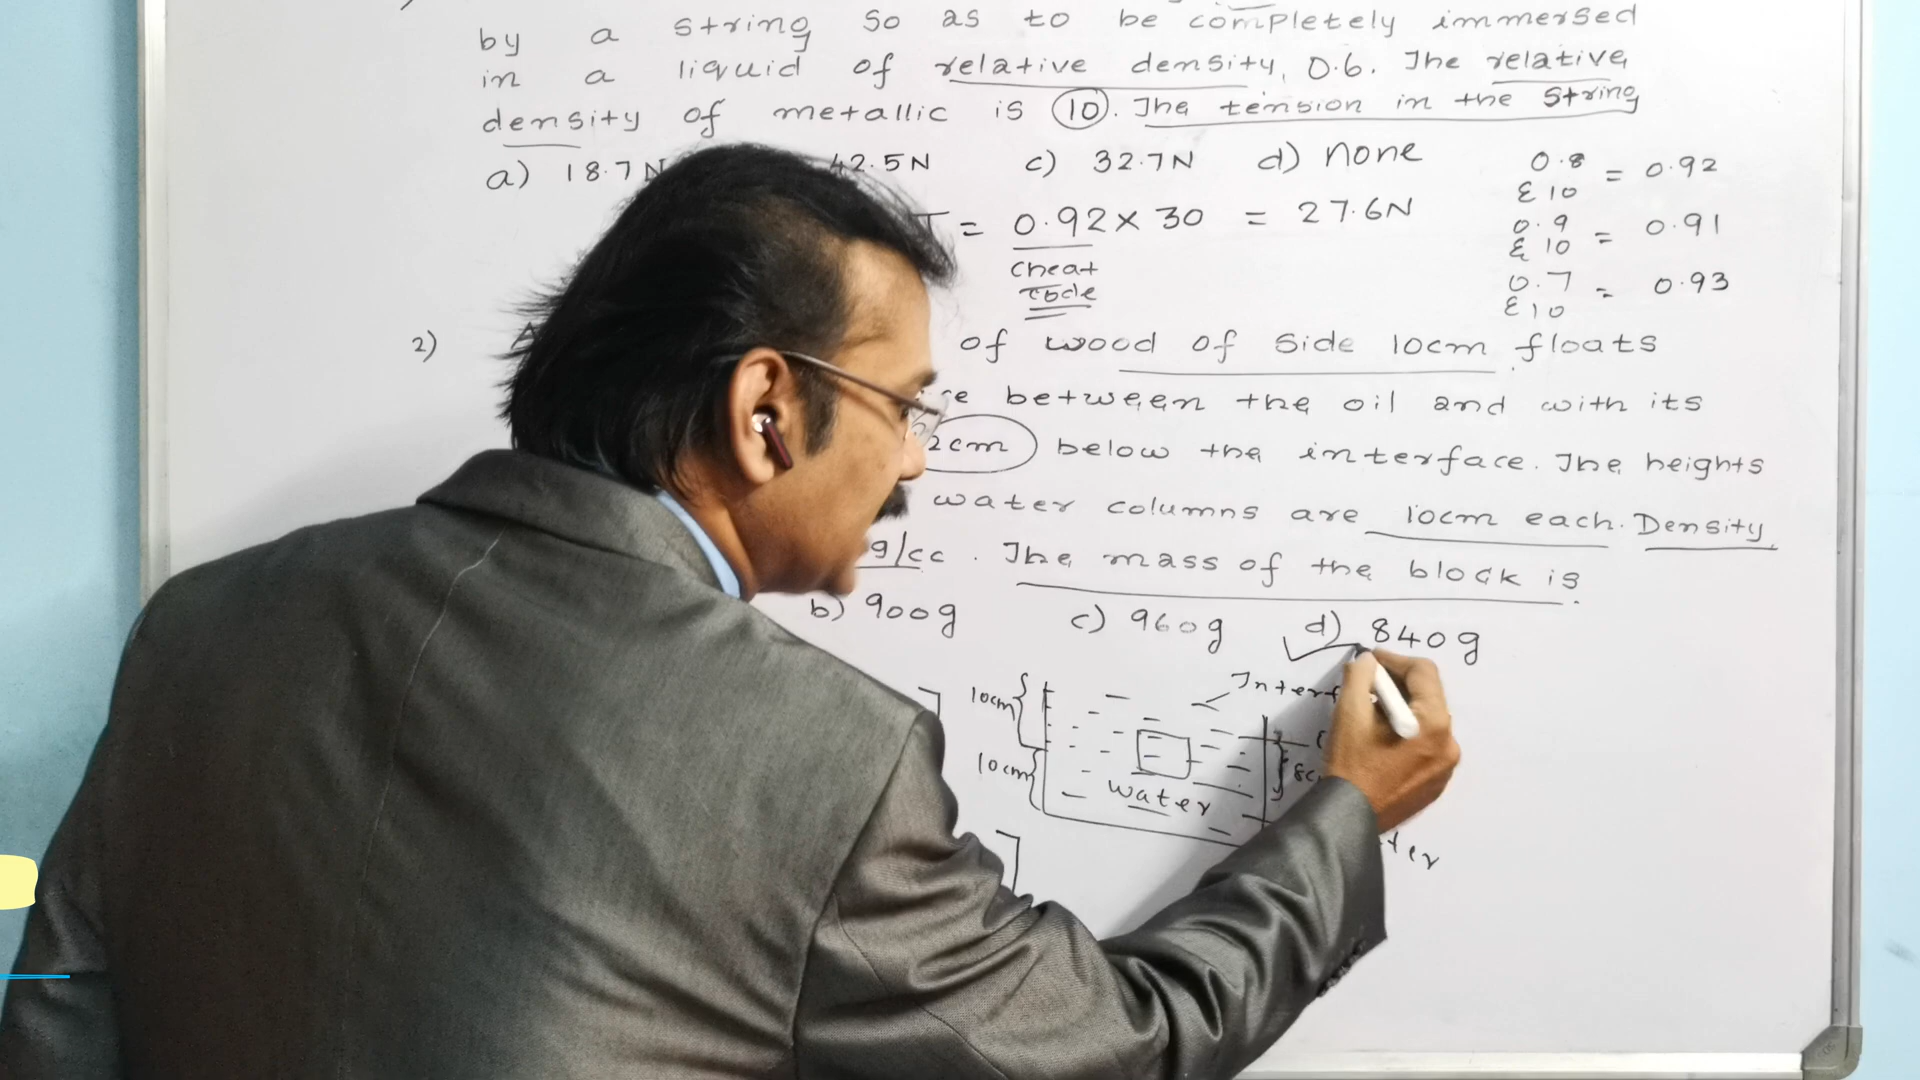 by a string so as to be completely immersed
in a liquid of relative density 0.6. The relative
density of metallic is 10. The tension in the string
a) 18.7N 42.5N c) 32.7N d) none
0.8 & 10 = 0.92
T = 0.92 × 30 = 27.6N
0.9 & 10 = 0.91
cheat code
0.7 & 10 = 0.93
2) of wood of side 10cm floats
between the oil and with its
2cm below the interface. The heights
water columns are 10cm each. Density
g/cc. The mass of the block is
b) 900g c) 960g d) 840g
10cm
Interf
10cm
8c
water
ter